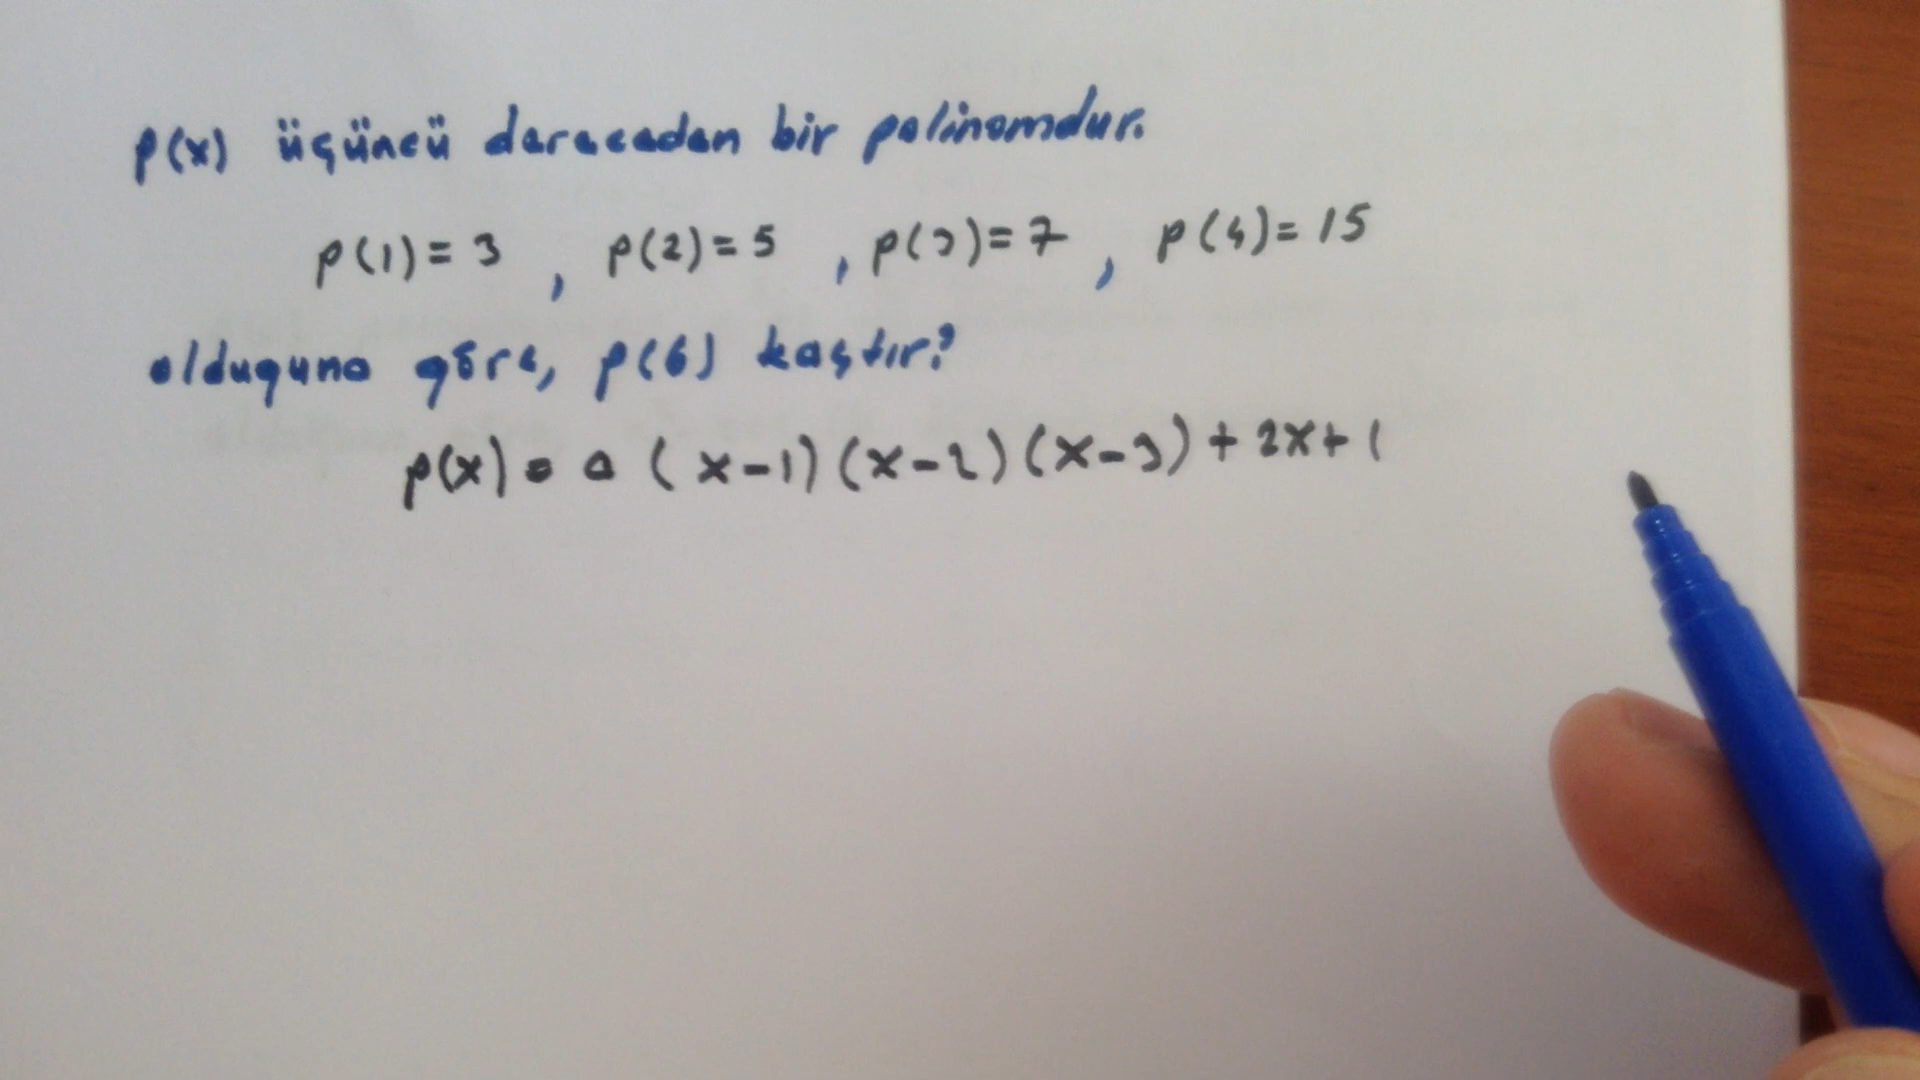 p(x) üçüncü dereceden bir polinomdur.
p(1)= 3 , p(2)= 5 , p(3)= 7 , p(4)= 15
olduguna göre, p(6) kaçtır?
p(x) = a (x-1)(x-2)(x-3)+ 2x+1